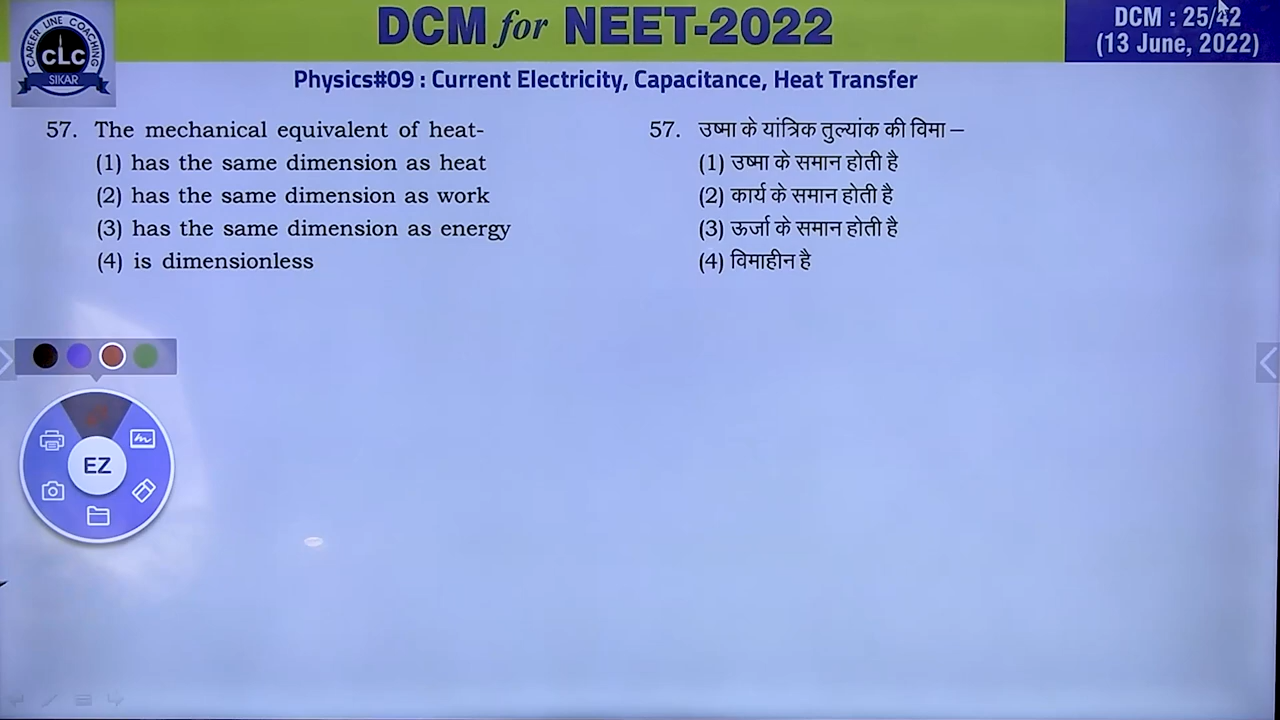 DCM for NEET-2022
DCM : 25/42
(13 June, 2022)
CAREER LINE COACHING
CLC
SIKAR
Physics#09 : Current Electricity, Capacitance, Heat Transfer
57. The mechanical equivalent of heat-
(1) has the same dimension as heat
(2) has the same dimension as work
(3) has the same dimension as energy
(4) is dimensionless
57. उष्मा के यांत्रिक तुल्यांक की विमा –
(1) उष्मा के समान होती है
(2) कार्य के समान होती है
(3) ऊर्जा के समान होती है
(4) विमाहीन है
EZ